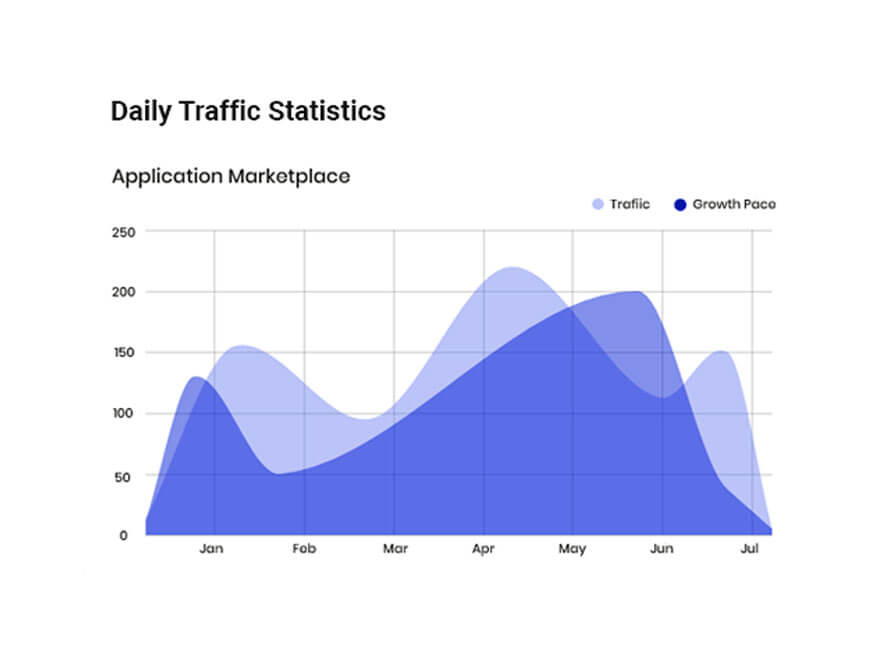 Daily Traffic Statistics
Application Marketplace
Trafiic Growth Pace
250
200
150
100
50
0
Jan Feb Mar Apr May Jun Jul